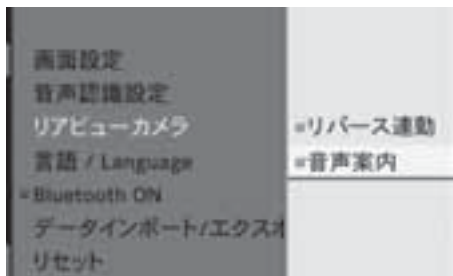 画面設定
音声認識設定
リアビューカメラ
言語 / Language
Bluetooth ON
データインポート/エクスオ
リセット
リバース連動
音声案内